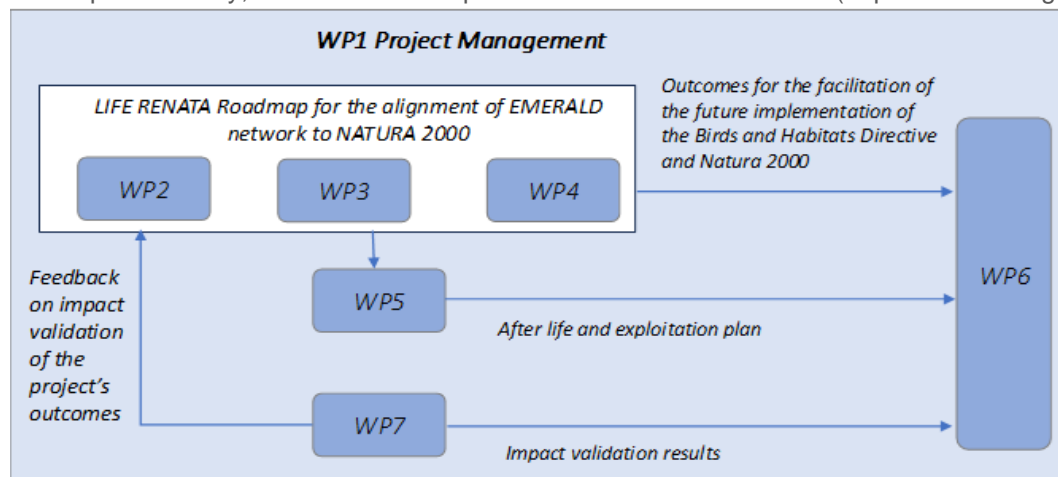 WP1 Project Management
LIFE RENATA Roadmap for the alignment of EMERALD
network to NATURA 2000
WP2
WP3
WP4
Outcomes for the facilitation of
the future implementation of
the Birds and Habitats Directive
and Natura 2000
WP6
Feedback
on impact
validation
of the
project's
outcomes
WP5
After life and exploitation plan
WP7
Impact validation results